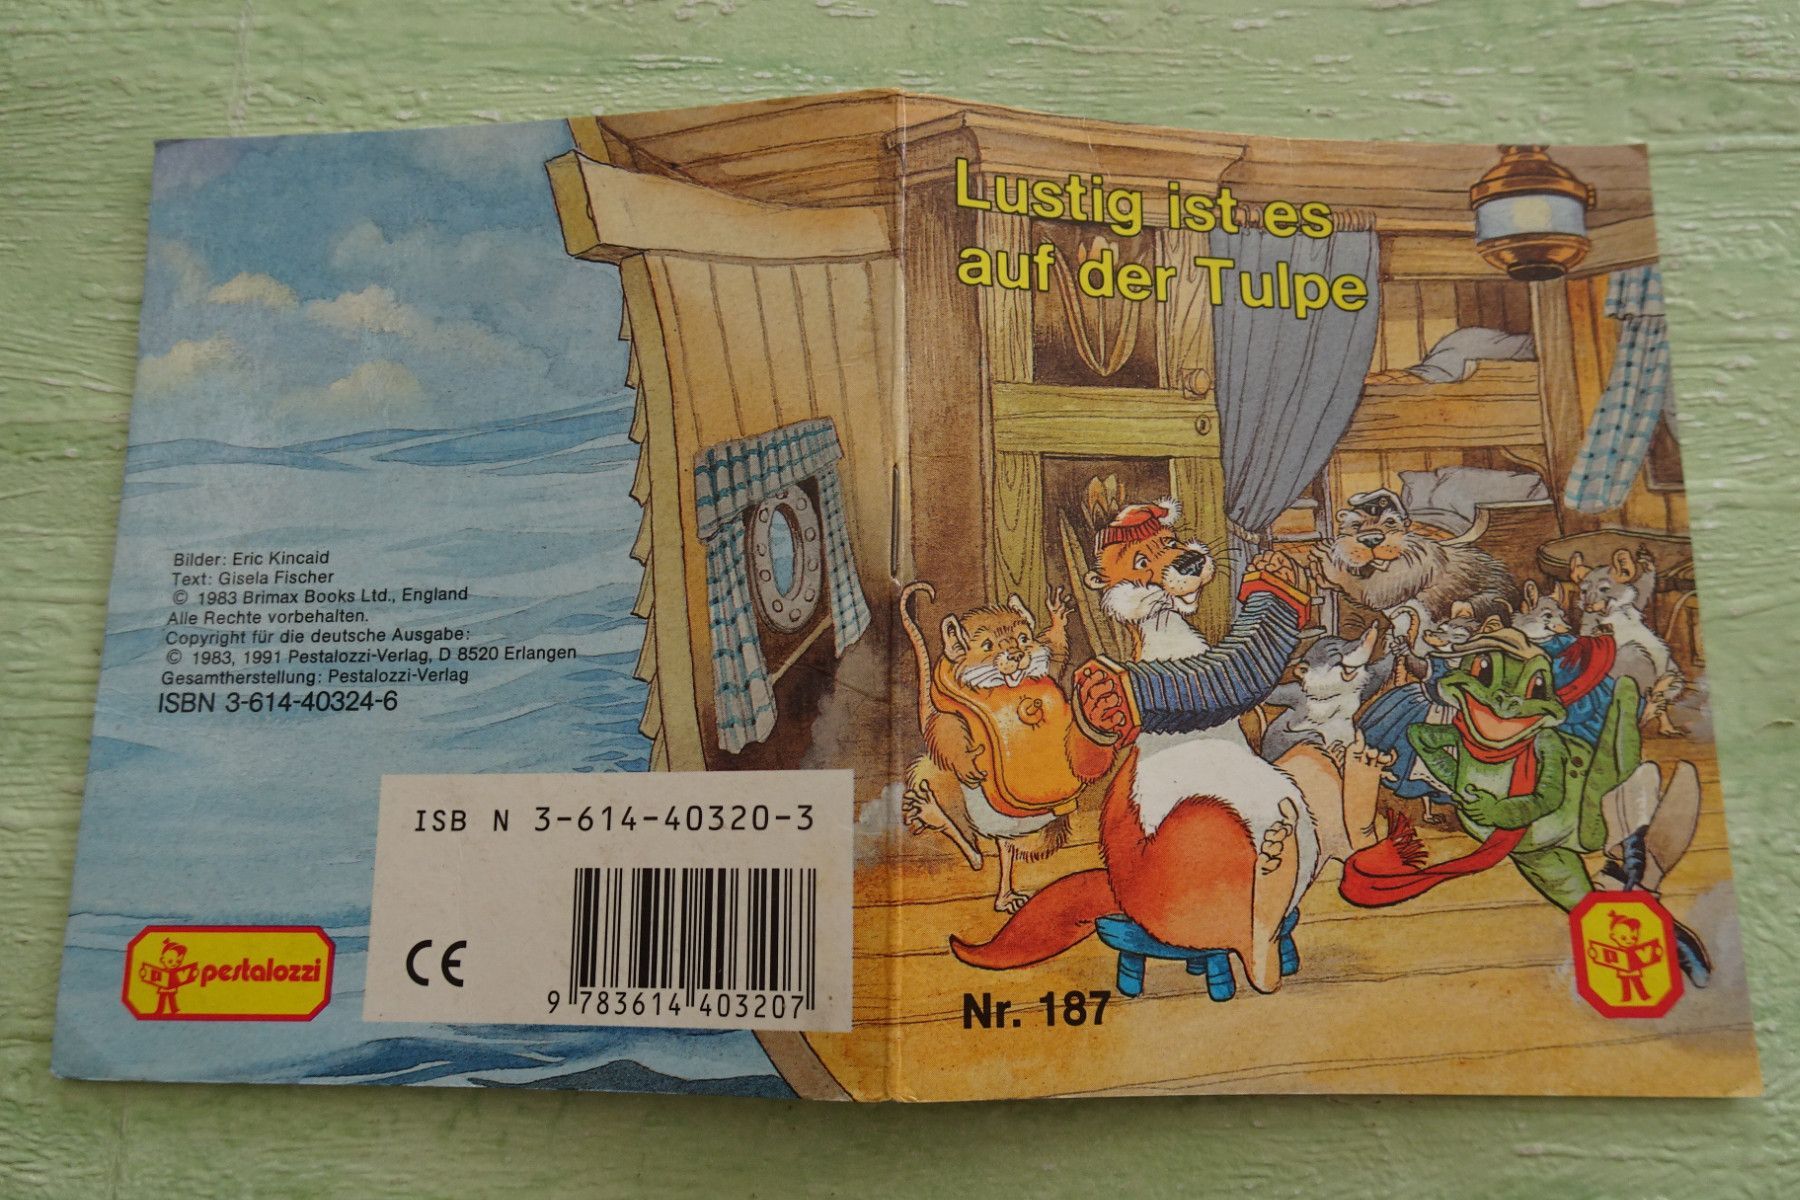 Bilder: Eric Kincaid
Text: Gisela Fischer
© 1983 Brimax Books Ltd., England
Alle Rechte vorbehalten.
Copyright für die deutsche Ausgabe:
© 1983, 1991 Pestalozzi-Verlag, D 8520 Erlangen
Gesamtherstellung: Pestalozzi-Verlag
ISBN 3-614-40324-6
ISB N 3-614-40320-3
CE
9 783614 403207
pestalozzi
Lustig ist es
auf der Tulpe
Nr. 187